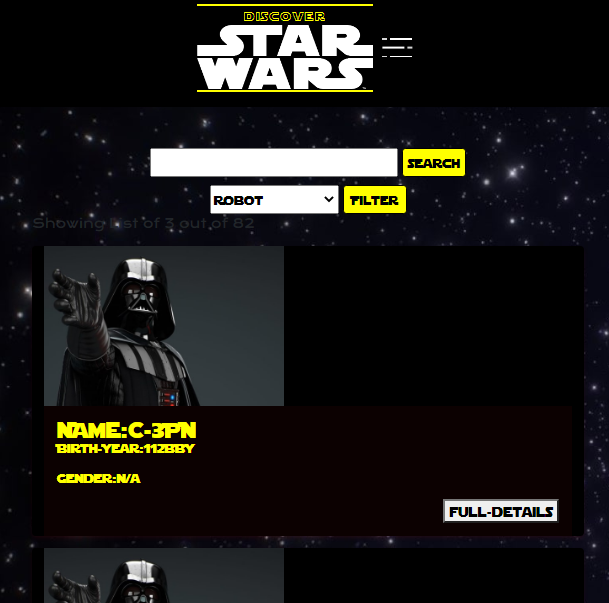 DISCOVER
STAR
WARS
SEARCH
ROBOT
FILTER
Showing List of 3 out of 82
NAME:C-3PN
BIRTH-YEAR:112BBY
GENDER:N/A
FULL-DETAILS